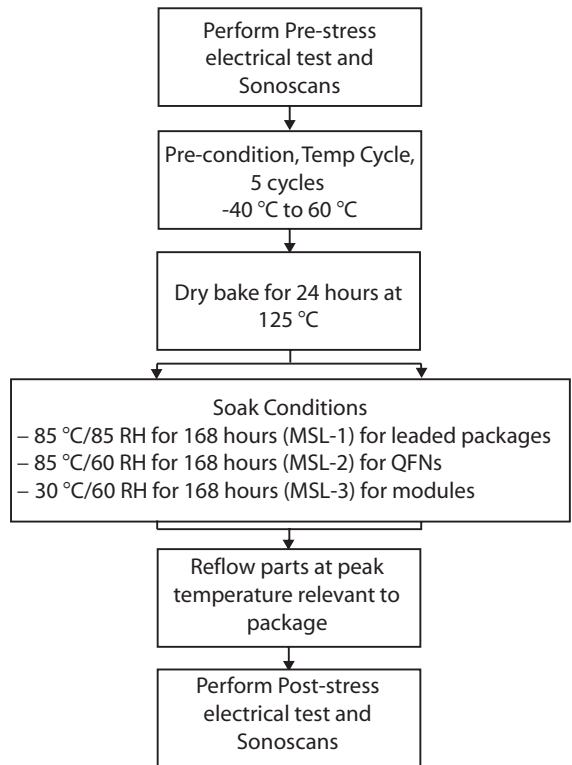 Perform Pre-stress
electrical test and
Sonoscans
Pre-condition, Temp Cycle,
5 cycles
-40 °C to 60 °C
Dry bake for 24 hours at
125 °C
Soak Conditions
– 85 °C/85 RH for 168 hours (MSL-1) for leaded packages
– 85 °C/60 RH for 168 hours (MSL-2) for QFNs
– 30 °C/60 RH for 168 hours (MSL-3) for modules
Reflow parts at peak
temperature relevant to
package
Perform Post-stress
electrical test and
Sonoscans